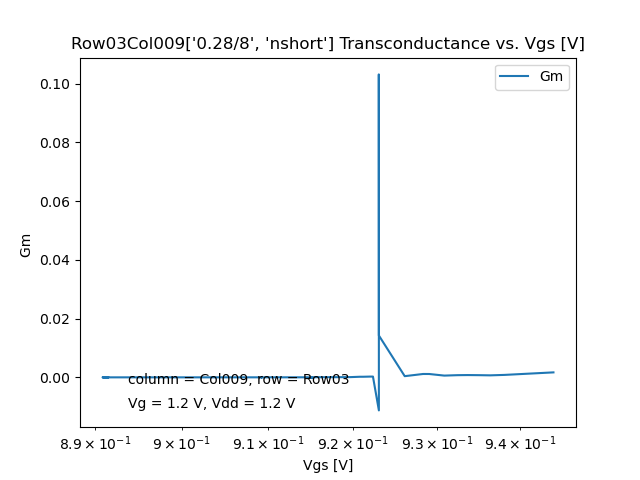 Row03Col009['0.28/8', 'nshort'] Transconductance vs. Vgs [V]
Gm
0.10
0.08
0.06
0.04
0.02
0.00
Gm
column = Col009, row = Row03
Vg = 1.2 V, Vdd = 1.2 V
8.9 × 10⁻¹ 9 × 10⁻¹ 9.1 × 10⁻¹ 9.2 × 10⁻¹ 9.3 × 10⁻¹ 9.4 × 10⁻¹
Vgs [V]